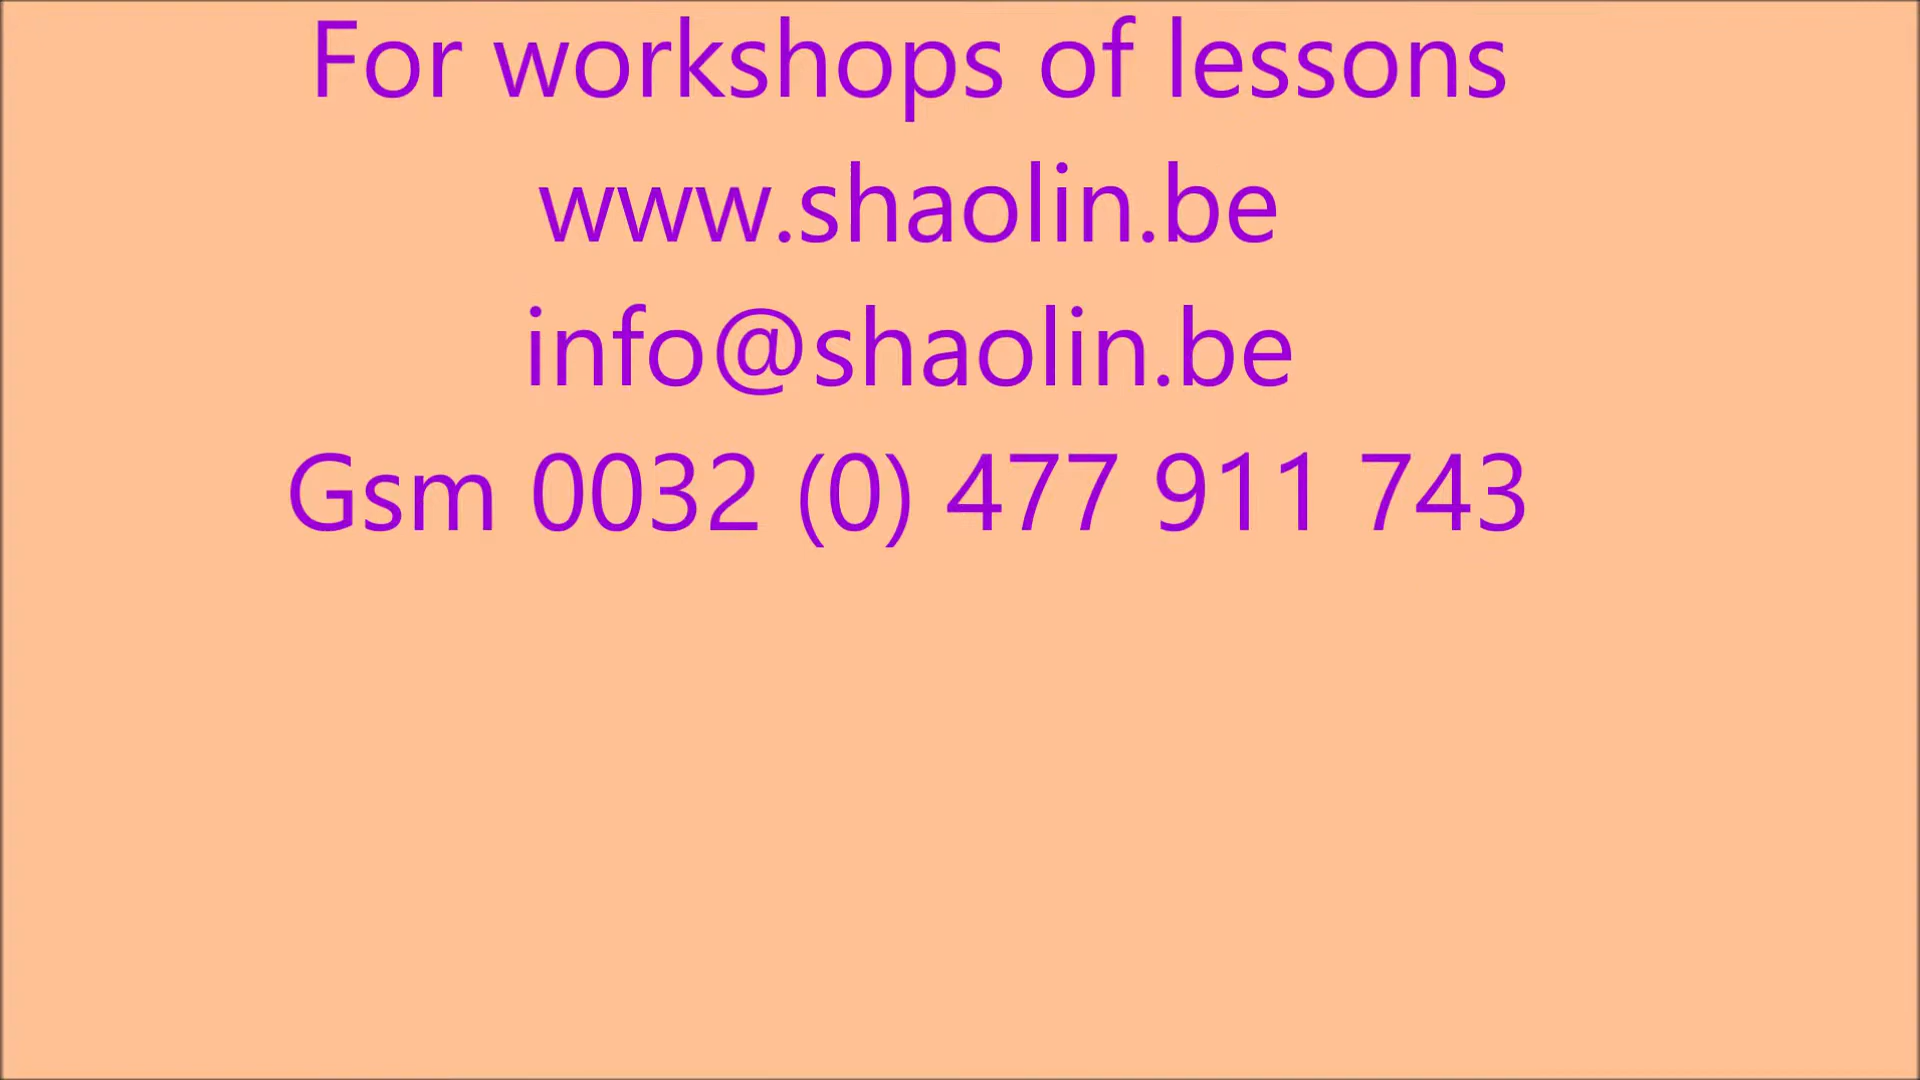 For workshops of lessons
www.shaolin.be
info@shaolin.be
Gsm 0032 (0) 477 911 743